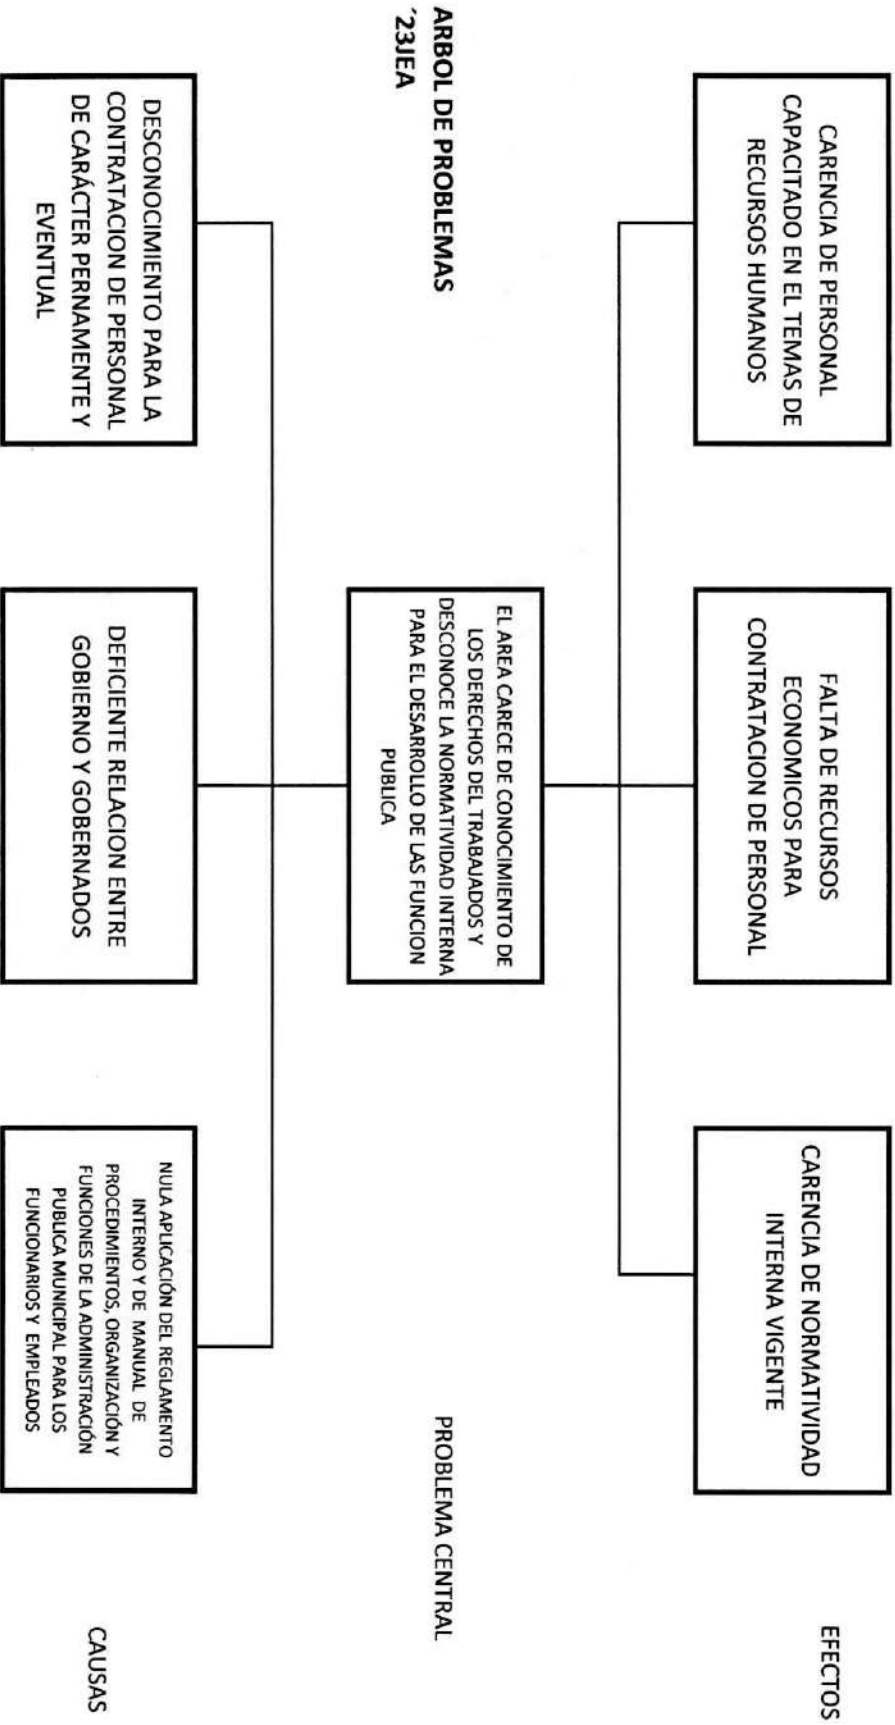 CARENCIA DE PERSONAL
CAPACITADO EN EL TEMAS DE
RECURSOS HUMANOS
FALTA DE RECURSOS
ECONOMICOS PARA
CONTRATACION DE PERSONAL
CARENCIA DE NORMATIVIDAD
INTERNA VIGENTE
EFECTOS
ARBOL DE PROBLEMAS
´23JEA
EL AREA CARECE DE CONOCIMIENTO DE
LOS DERECHOS DEL TRABAJADOS Y
DESCONOCE LA NORMATIVIDAD INTERNA
PARA EL DESARROLLO DE LAS FUNCION
PUBLICA
PROBLEMA CENTRAL
DESCONOCIMIENTO PARA LA
CONTRATACION DE PERSONAL
DE CARÁCTER PERNAMENTE Y
EVENTUAL
DEFICIENTE RELACION ENTRE
GOBIERNO Y GOBERNADOS
NULA APLICACIÓN DEL REGLAMENTO
INTERNO Y DE MANUAL DE
PROCEDIMIENTOS, ORGANIZACIÓN Y
FUNCIONES DE LA ADMINISTRACIÓN
PUBLICA MUNICIPAL PARA LOS
FUNCIONARIOS Y EMPLEADOS
CAUSAS